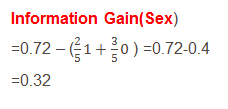 Information Gain(Sex)
=0.72 – (2/5 1 + 3/5 0 ) =0.72-0.4
=0.32